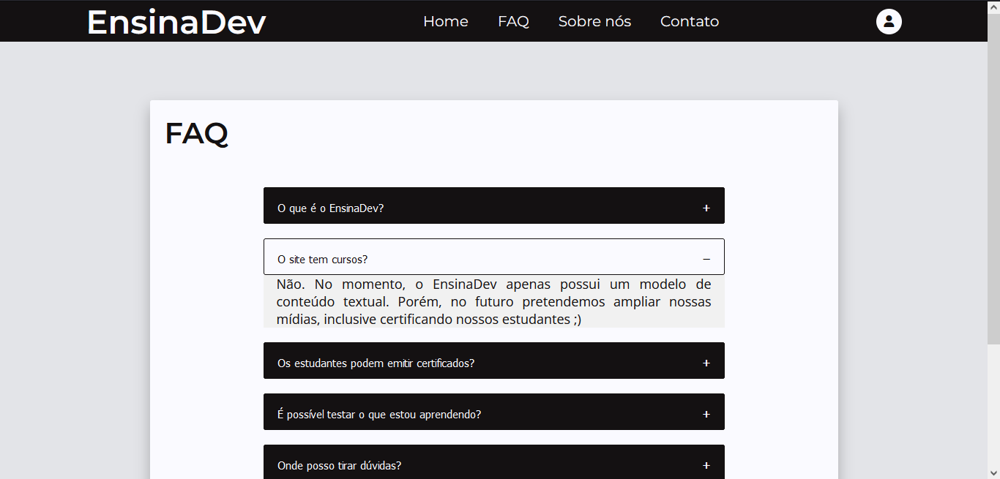 EnsinaDev
Home FAQ Sobre nós Contato
FAQ
O que é o EnsinaDev? +
O site tem cursos? −
Não. No momento, o EnsinaDev apenas possui um modelo de
conteúdo textual. Porém, no futuro pretendemos ampliar nossas
mídias, inclusive certificando nossos estudantes ;)
Os estudantes podem emitir certificados? +
É possível testar o que estou aprendendo? +
Onde posso tirar dúvidas? +